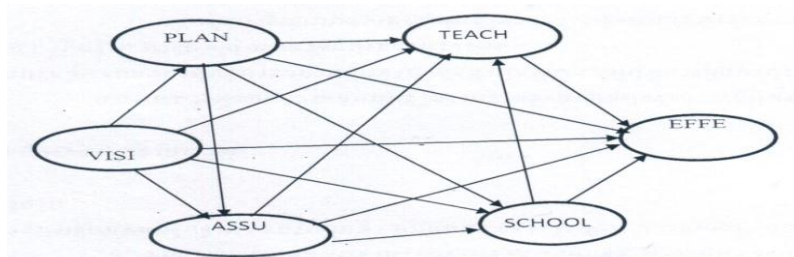 PLAN
TEACH
EFFE
VISI
ASSU
SCHOOL